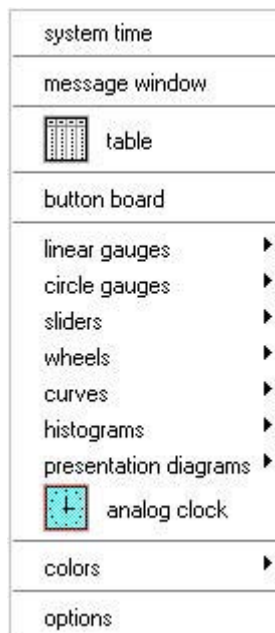 system time
message window
table
button board
linear gauges
circle gauges
sliders
wheels
curves
histograms
presentation diagrams
analog clock
colors
options